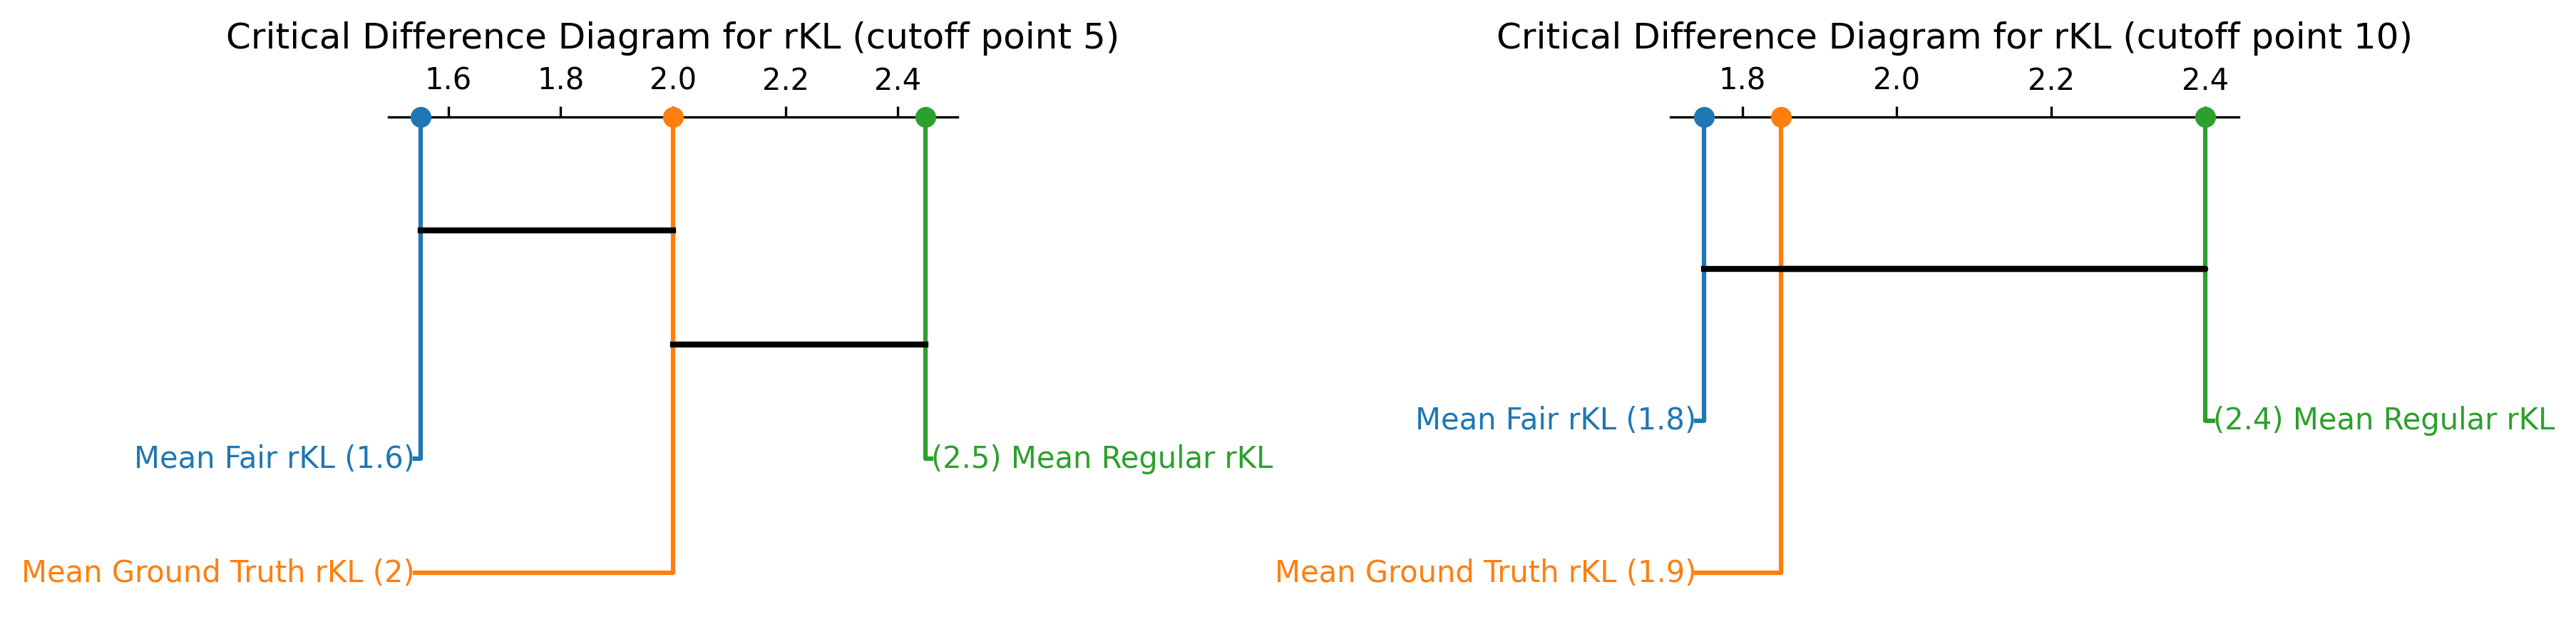 Critical Difference Diagram for rKL (cutoff point 5)
1.6 1.8 2.0 2.2 2.4
Mean Fair rKL (1.6)
(2.5) Mean Regular rKL
Mean Ground Truth rKL (2)
Critical Difference Diagram for rKL (cutoff point 10)
1.8 2.0 2.2 2.4
Mean Fair rKL (1.8)
(2.4) Mean Regular rKL
Mean Ground Truth rKL (1.9)